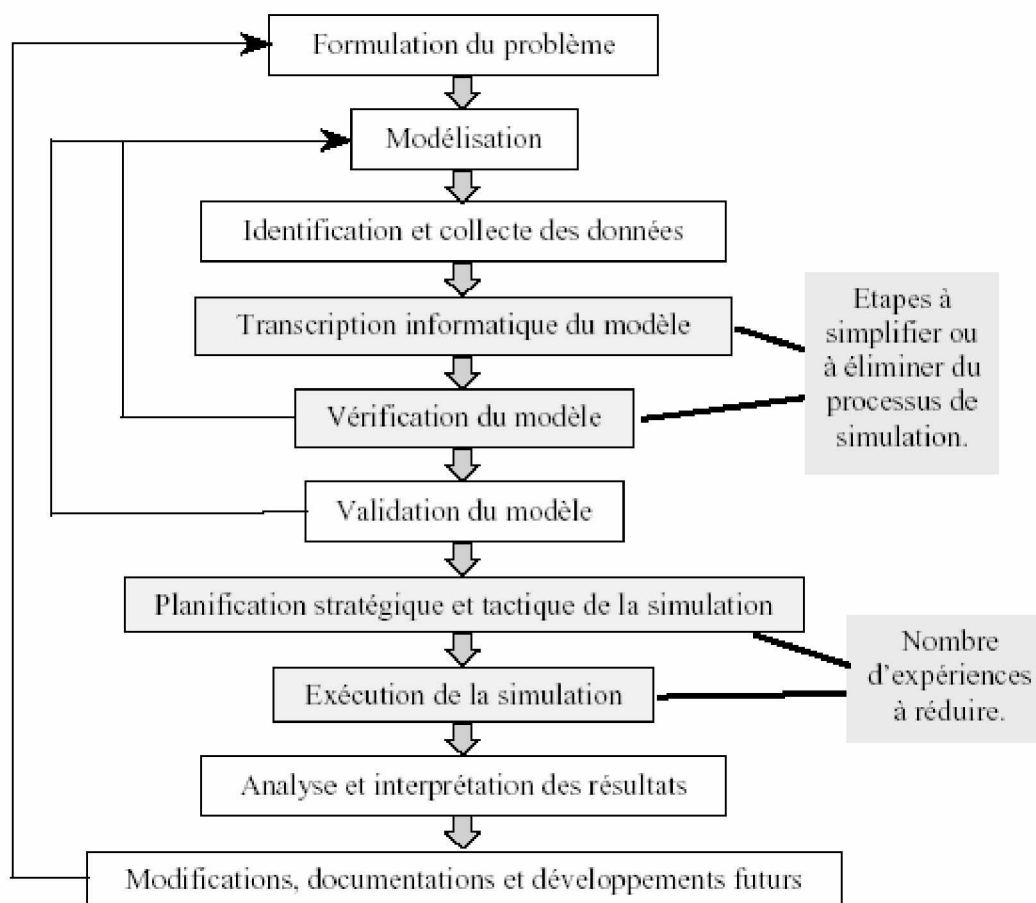 Formulation du problème
Modélisation
Identification et collecte des données
Transcription informatique du modèle
Etapes à
simplifier ou
à éliminer du
processus de
simulation.
Vérification du modèle
Validation du modèle
Planification stratégique et tactique de la simulation
Nombre
d'expériences
à réduire.
Exécution de la simulation
Analyse et interprétation des résultats
Modifications, documentations et développements futurs